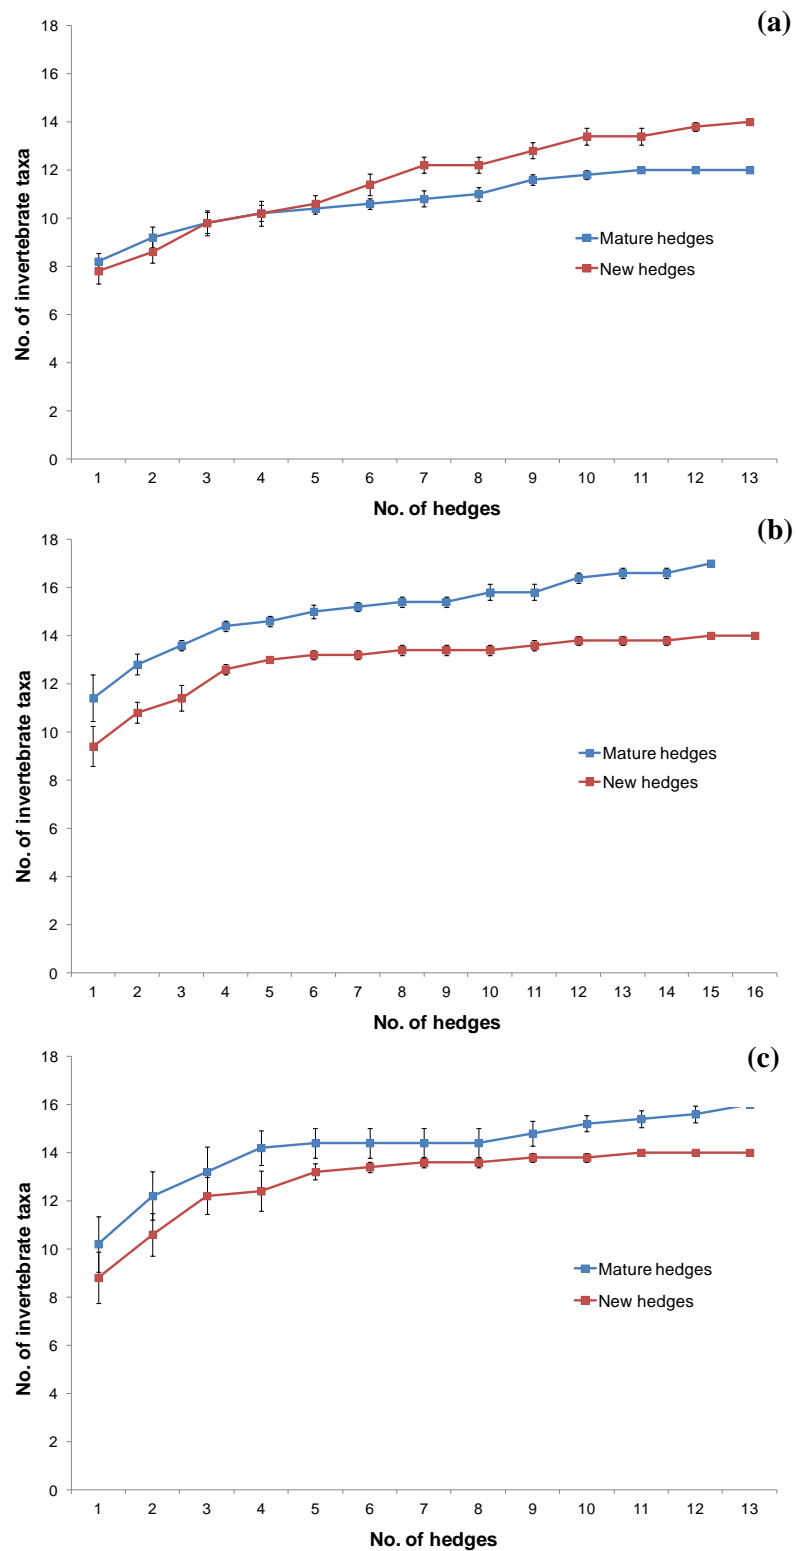 (a)
18
16
14
12
10
8
6
4
2
0
No. of invertebrate taxa
Mature hedges
New hedges
1 2 3 4 5 6 7 8 9 10 11 12 13
No. of hedges
(b)
18
16
14
12
10
8
6
4
2
0
No. of invertebrate taxa
Mature hedges
New hedges
1 2 3 4 5 6 7 8 9 10 11 12 13 14 15 16
No. of hedges
(c)
18
16
14
12
10
8
6
4
2
0
No. of invertebrate taxa
Mature hedges
New hedges
1 2 3 4 5 6 7 8 9 10 11 12 13
No. of hedges